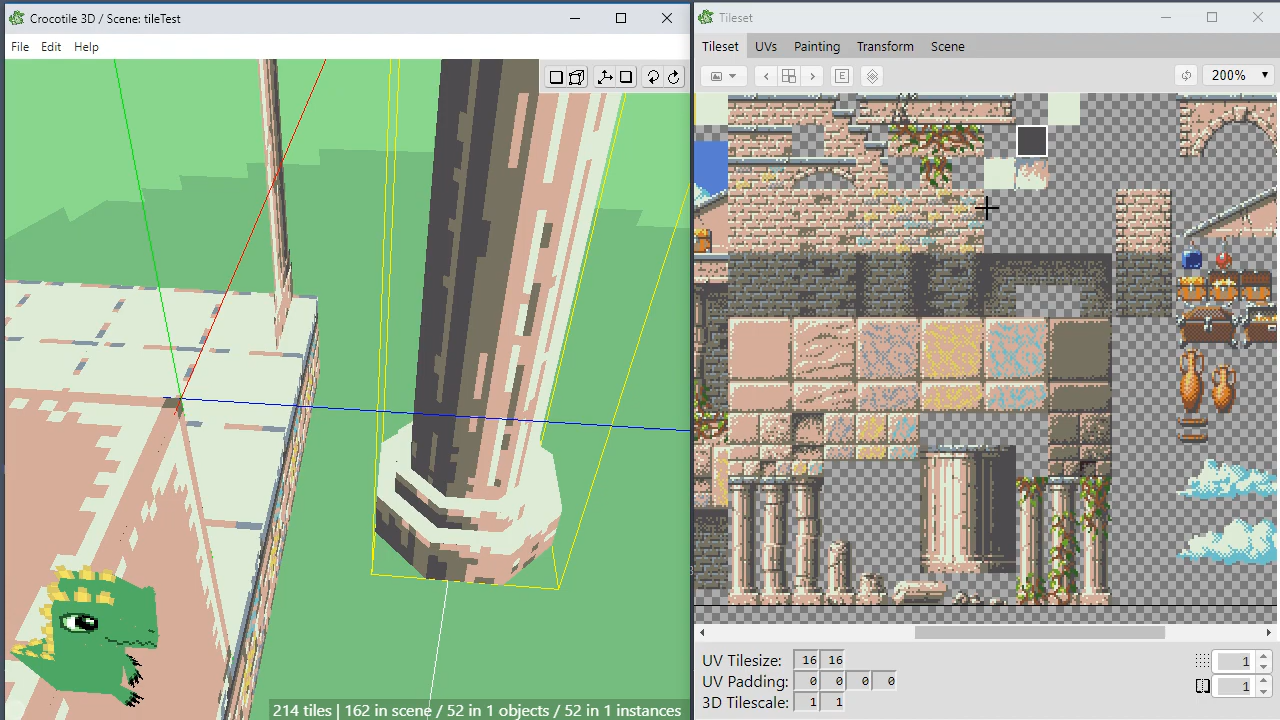 Crocotile 3D / Scene: tileTest
File Edit Help
214 tiles | 162 in scene / 52 in 1 objects / 52 in 1 instances
Tileset
Tileset UVs Painting Transform Scene
E
200%
UV Tilesize: 16 16
UV Padding: 0 0 0 0
3D Tilescale: 1 1
1
1